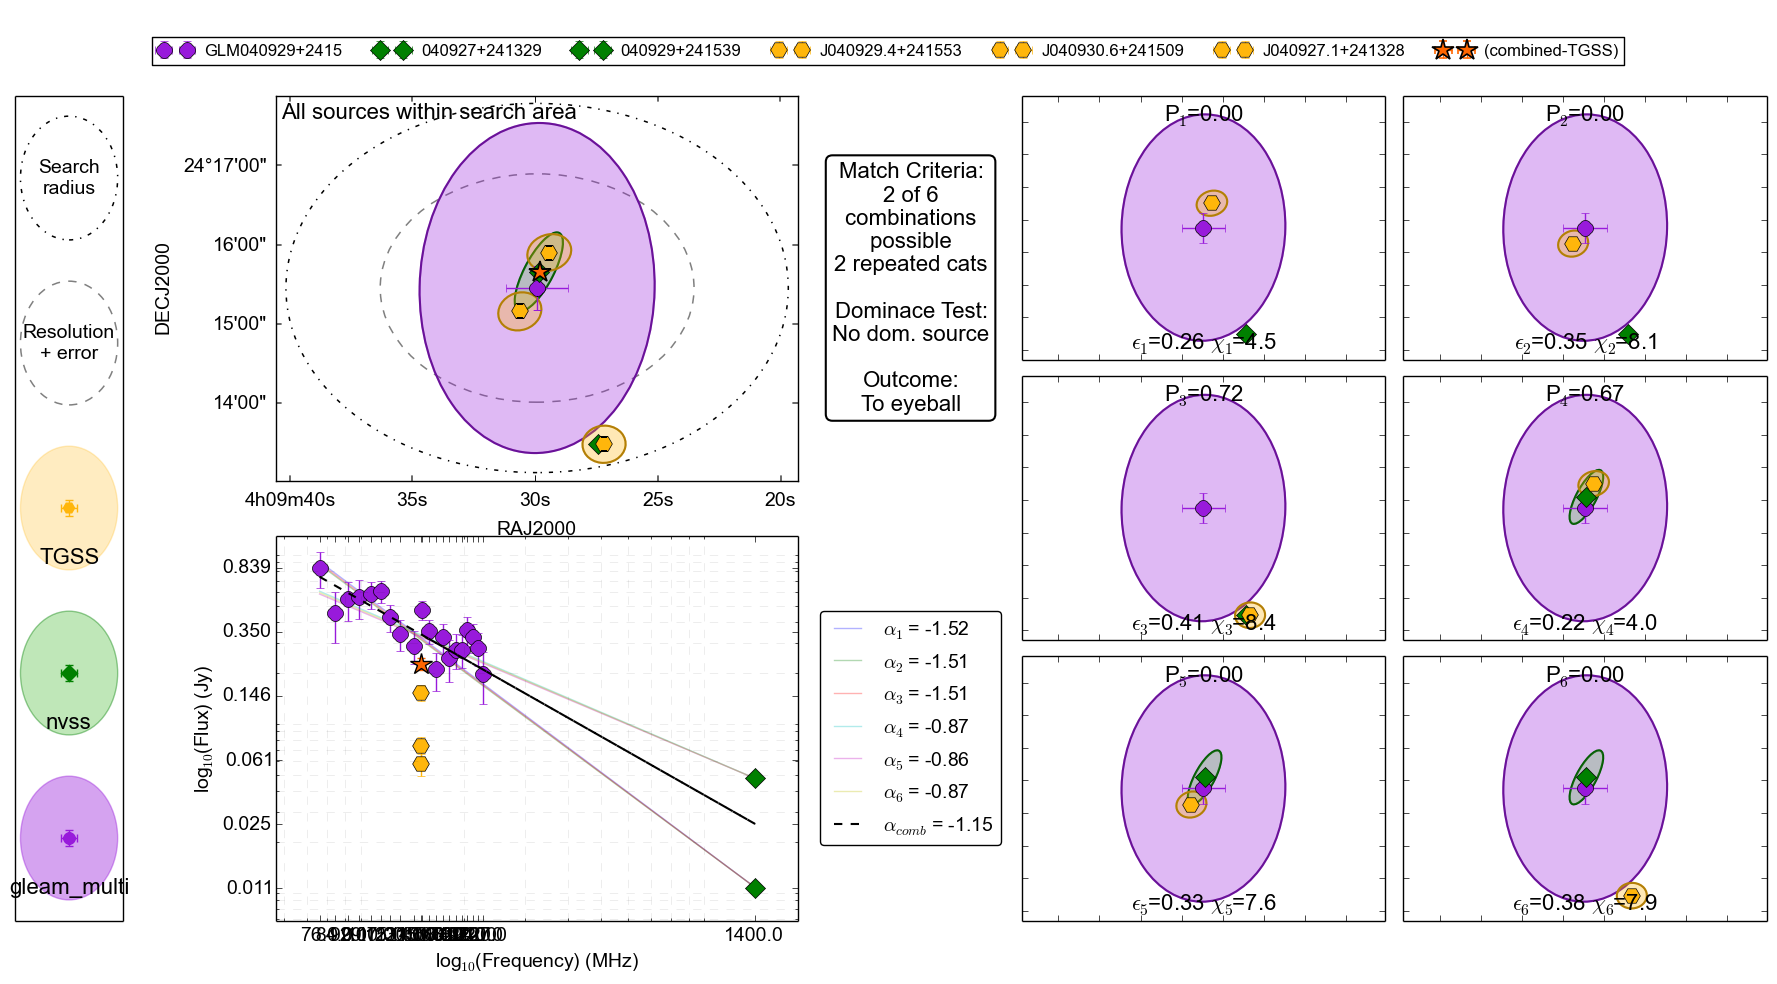 GLM040929+2415
040927+241329
040929+241539
J040929.4+241553
J040930.6+241509
J040927.1+241328
(combined-TGSS)
Search
radius
Resolution
+ error
TGSS
nvss
gleam_multi
All sources within search area
24°17'00"
16'00"
15'00"
14'00"
DECJ2000
4h09m40s
35s
30s
25s
20s
RAJ2000
Match Criteria:
2 of 6
combinations
possible
2 repeated cats
Dominace Test:
No dom. source
Outcome:
To eyeball
P1=0.00
ϵ1=0.26 χ1=4.5
P2=0.00
ϵ2=0.35 χ2=8.1
P3=0.72
ϵ3=0.41 χ3=8.4
P4=0.67
ϵ4=0.22 χ4=4.0
P5=0.00
ϵ5=0.33 χ5=7.6
P6=0.00
ϵ6=0.38 χ6=7.9
0.839
0.350
0.146
0.061
0.025
0.011
log10(Flux) (Jy)
1400.0
log10(Frequency) (MHz)
α1 = -1.52
α2 = -1.51
α3 = -1.51
α4 = -0.87
α5 = -0.86
α6 = -0.87
αcomb = -1.15